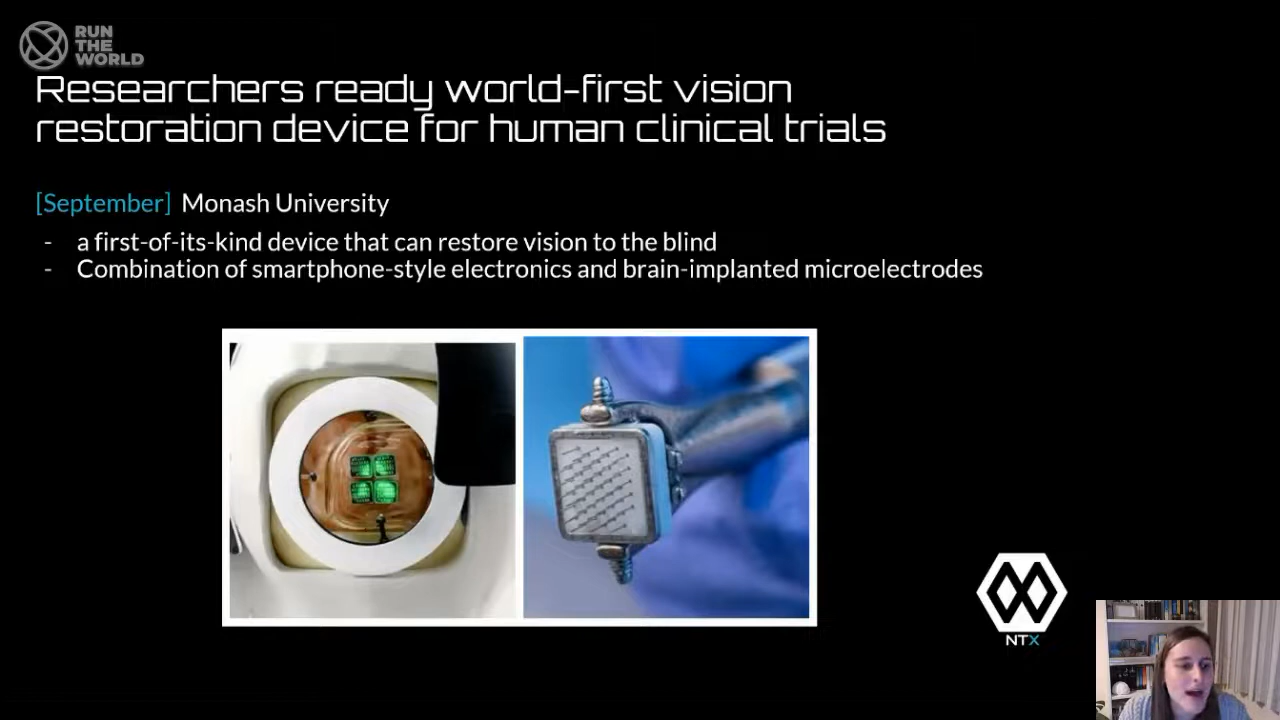 RUN
THE
WORLD
Researchers ready world-first vision
restoration device for human clinical trials
[September] Monash University
- a first-of-its-kind device that can restore vision to the blind
- Combination of smartphone-style electronics and brain-implanted microelectrodes
NTX